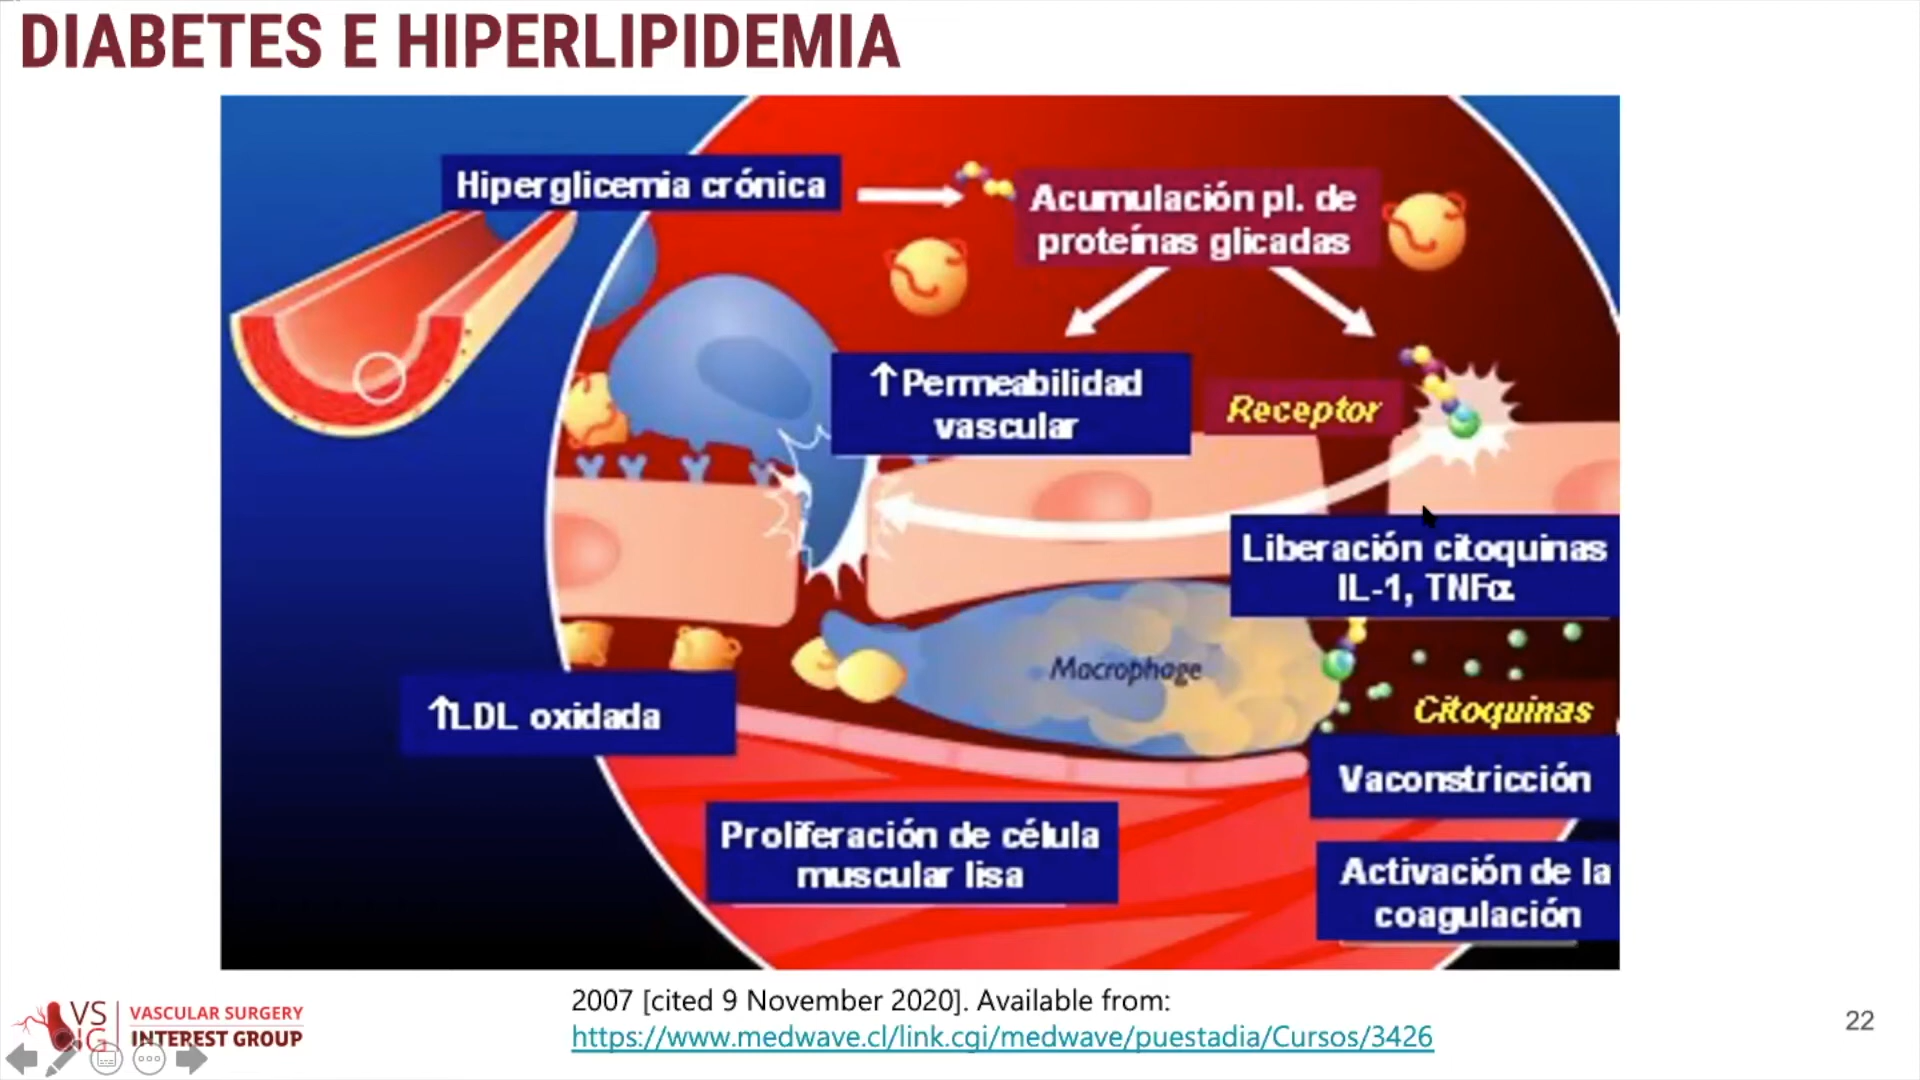 DIABETES E HIPERLIPIDEMIA
Hiperglicemia crónica
Acumulación pl. de
proteínas glicadas
↑Permeabilidad
vascular
Receptor
Liberación citoquinas
IL-1, TNFα
Macrophage
↑LDL oxidada
Citoquinas
Vaconstricción
Proliferación de célula
muscular lisa
Activación de la
coagulación
2007 [cited 9 November 2020]. Available from:
https://www.medwave.cl/link.cgi/medwave/puestadia/Cursos/3426
VS
IG
VASCULAR SURGERY
INTEREST GROUP
22